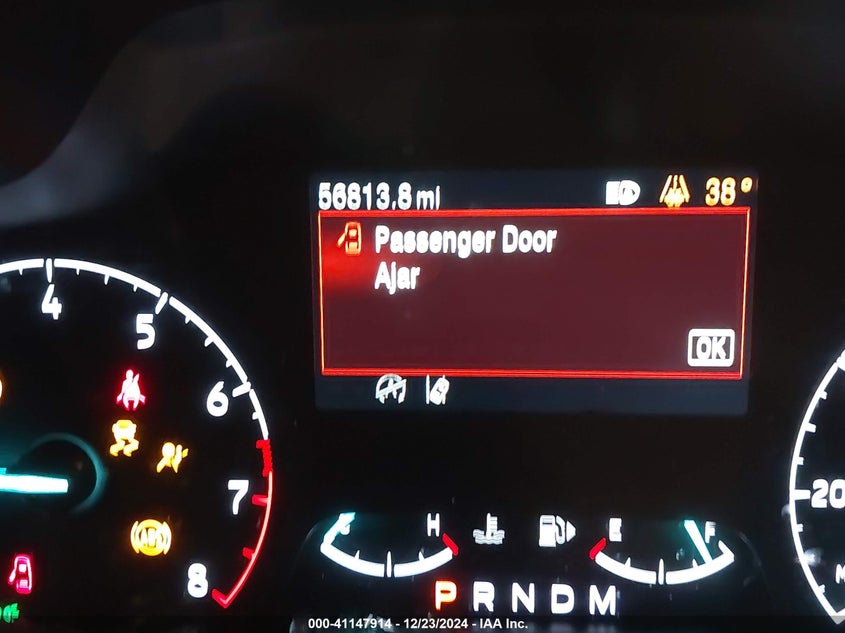 56813.8 mi 38°
Passenger Door
Ajar
OK
4
5
6
7
8
ABS
20
C H E F
P R N D M
000-41147914 - 12/23/2024 - IAA Inc.